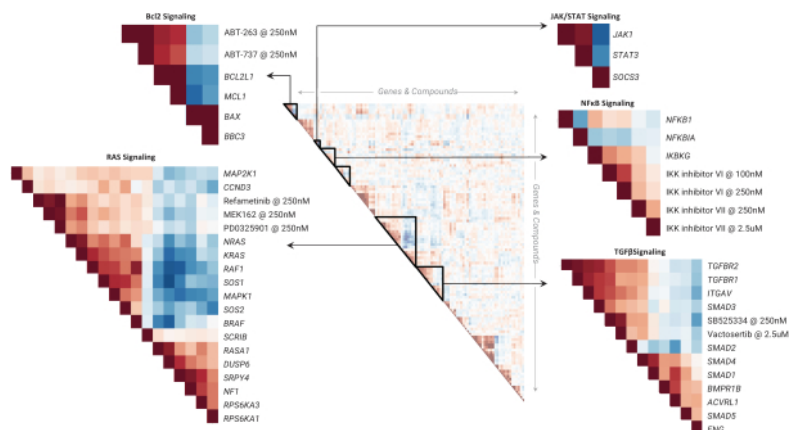 Bcl2 Signaling
ABT-263 @ 250nM
ABT-737 @ 250nM
BCL2L1
MCL1
BAX
BBC3
JAK/STAT Signaling
JAK1
STAT3
SOCS3
Genes & Compounds
Genes & Compounds
NFκB Signaling
NFKB1
NFKBIA
IKBKG
IKK inhibitor VI @ 100nM
IKK inhibitor VI @ 250nM
IKK inhibitor VII @ 250nM
IKK inhibitor VII @ 2.5uM
RAS Signaling
MAP2K1
CCND3
Refametinib @ 250nM
MEK162 @ 250nM
PD0325901 @ 250nM
NRAS
KRAS
RAF1
SOS1
MAPK1
SOS2
BRAF
SCRIB
RASA1
DUSP6
SRPY4
NF1
RPS6KA3
RPS6KA1
TGFβSignaling
TGFBR2
TGFBR1
ITGAV
SMAD3
SB525334 @ 250nM
Vactosertib @ 2.5uM
SMAD2
SMAD4
SMAD1
BMPR1B
ACVRL1
SMAD5
ENG